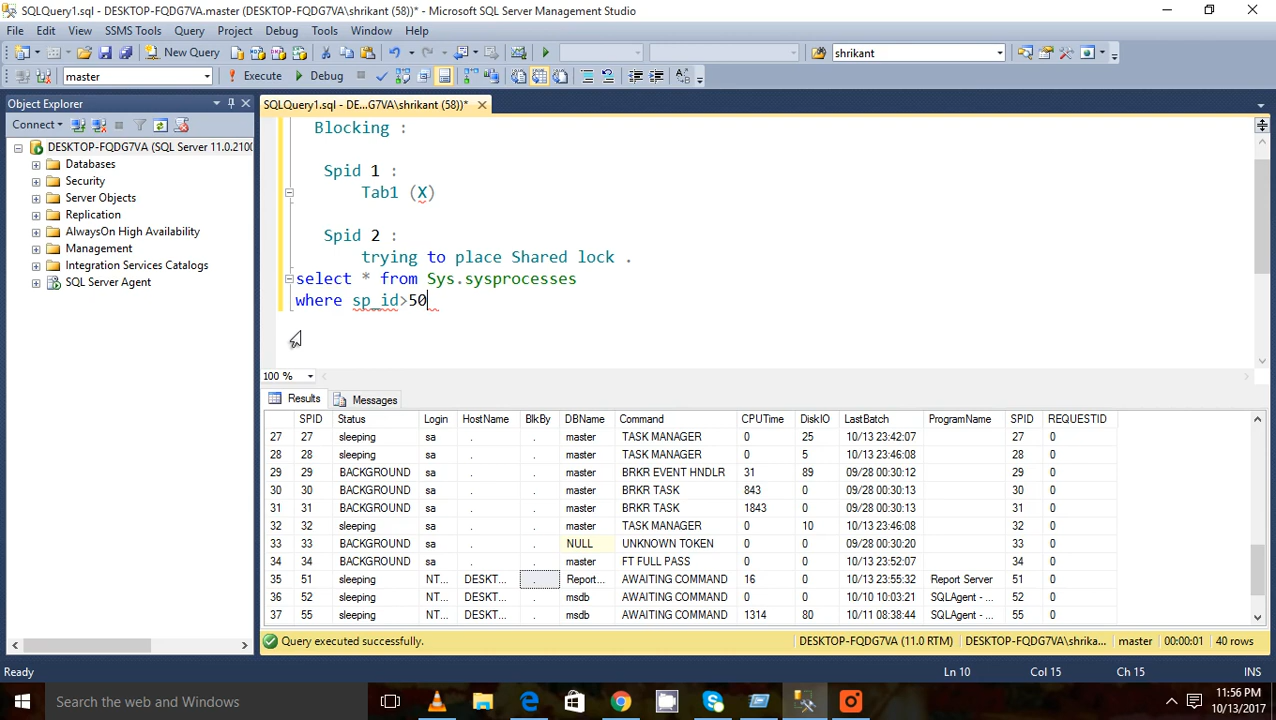 SQLQuery1.sql - DESKTOP-FQDG7VA.master (DESKTOP-FQDG7VA\shrikant (58))* - Microsoft SQL Server Management Studio
File Edit View SSMS Tools Query Project Debug Tools Window Help
New Query shrikant
master Execute Debug
Object Explorer
Connect
DESKTOP-FQDG7VA (SQL Server 11.0.2100
Databases
Security
Server Objects
Replication
AlwaysOn High Availability
Management
Integration Services Catalogs
SQL Server Agent
SQLQuery1.sql - DE...G7VA\shrikant (58))*
Blocking :
Spid 1 :
Tab1 (X)
Spid 2 :
trying to place Shared lock .
select * from Sys.sysprocesses
where sp_id>50
100 %
Results Messages
SPID Status Login HostName BlkBy DBName Command CPUTime DiskIO LastBatch ProgramName SPID REQUESTID
27 27 sleeping sa . . master TASK MANAGER 0 25 10/13 23:42:07 27 0
28 28 sleeping sa . . master TASK MANAGER 0 5 10/13 23:46:08 28 0
29 29 BACKGROUND sa . . master BRKR EVENT HNDLR 31 89 09/28 00:30:12 29 0
30 30 BACKGROUND sa . . master BRKR TASK 843 0 09/28 00:30:13 30 0
31 31 BACKGROUND sa . . master BRKR TASK 1843 0 09/28 00:30:13 31 0
32 32 sleeping sa . . master TASK MANAGER 0 10 10/13 23:46:08 32 0
33 33 BACKGROUND sa . . NULL UNKNOWN TOKEN 0 0 09/28 00:30:20 33 0
34 34 BACKGROUND sa . . master FT FULL PASS 0 0 10/13 23:52:07 34 0
35 51 sleeping NT... DESKT... . Report... AWAITING COMMAND 16 0 10/13 23:55:32 Report Server 51 0
36 52 sleeping NT... DESKT... . msdb AWAITING COMMAND 0 0 10/10 10:03:21 SQLAgent - ... 52 0
37 55 sleeping NT... DESKT... . msdb AWAITING COMMAND 1314 80 10/11 08:38:44 SQLAgent - ... 55 0
Query executed successfully. DESKTOP-FQDG7VA (11.0 RTM) DESKTOP-FQDG7VA\shrika... master 00:00:01 40 rows
Ready Ln 10 Col 15 Ch 15 INS
Search the web and Windows
11:56 PM
10/13/2017